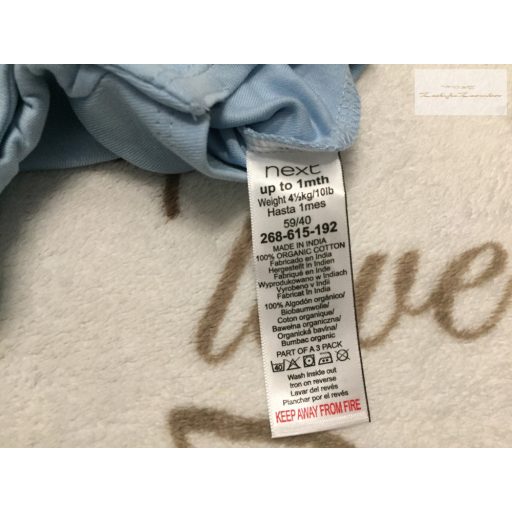 next
up to 1mth
Weight 4½kg/10lb
Hasta 1mes
59/40
268-615-192
MADE IN INDIA
100% ORGANIC COTTON
Fabricado en India
Hergestellt in Indien
Fabriqué en Inde
Wyprodukowano w Indiach
Vyrobeno v Indii
Fabricat în India
100% Algodón orgánico/
Biobaumwolle/
Coton organique/
Bawełna organiczna/
Organická bavlna/
Bumbac organic
PART OF A 3 PACK
40
Wash inside out
Iron on reverse
Lavar del revés
Planchar por el revés
KEEP AWAY FROM FIRE
love